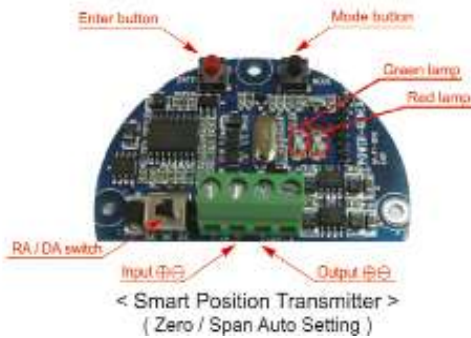 Enter button
Mode button
Green lamp
Red lamp
RA / DA switch
Input ⊕⊖
Output ⊕⊖
< Smart Position Transmitter >
( Zero / Span Auto Setting )